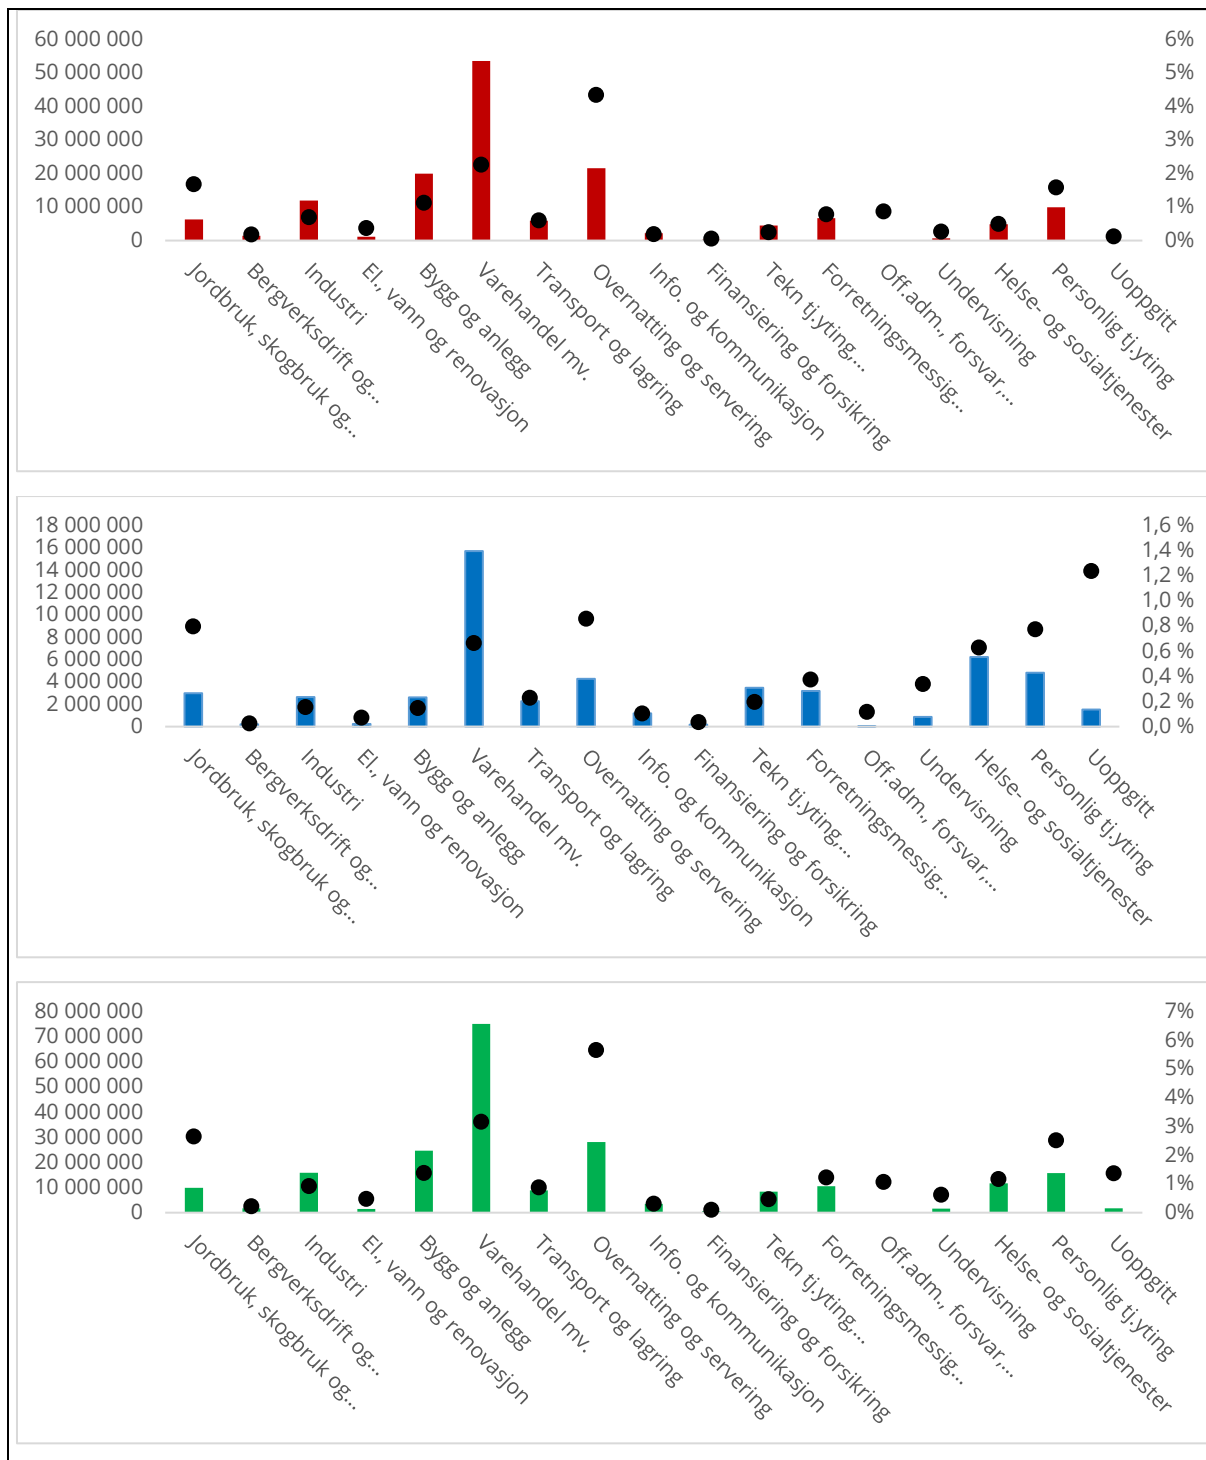 60 000 000
50 000 000
40 000 000
30 000 000
20 000 000
10 000 000
0
6%
5%
4%
3%
2%
1%
0%
Jordbruk, skogbruk og...
Bergverksdrift og...
Industri
El., vann og renovasjon
Bygg og anlegg
Varehandel mv.
Transport og lagring
Overnatting og servering
Info. og kommunikasjon
Finansiering og forsikring
Tekn tj.yting,...
Forretningsmessig...
Off.adm., forsvar,...
Undervisning
Helse- og sosialtjenester
Personlig tj.yting
Uoppgitt
18 000 000
16 000 000
14 000 000
12 000 000
10 000 000
8 000 000
6 000 000
4 000 000
2 000 000
0
1,6 %
1,4 %
1,2 %
1,0 %
0,8 %
0,6 %
0,4 %
0,2 %
0,0 %
Jordbruk, skogbruk og...
Bergverksdrift og...
Industri
El., vann og renovasjon
Bygg og anlegg
Varehandel mv.
Transport og lagring
Overnatting og servering
Info. og kommunikasjon
Finansiering og forsikring
Tekn tj.yting,...
Forretningsmessig...
Off.adm., forsvar,...
Undervisning
Helse- og sosialtjenester
Personlig tj.yting
Uoppgitt
80 000 000
70 000 000
60 000 000
50 000 000
40 000 000
30 000 000
20 000 000
10 000 000
0
7%
6%
5%
4%
3%
2%
1%
0%
Jordbruk, skogbruk og...
Bergverksdrift og...
Industri
El., vann og renovasjon
Bygg og anlegg
Varehandel mv.
Transport og lagring
Overnatting og servering
Info. og kommunikasjon
Finansiering og forsikring
Tekn tj.yting,...
Forretningsmessig...
Off.adm., forsvar,...
Undervisning
Helse- og sosialtjenester
Personlig tj.yting
Uoppgitt